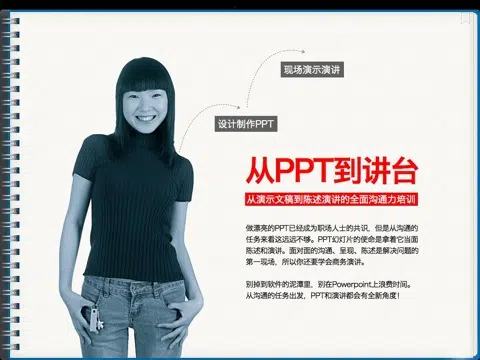 现场演示演讲
设计制作PPT
从PPT到讲台
从演示文稿到陈述演讲的全面沟通力培训
做漂亮的PPT已经成为职场人士的共识，但是从沟通的
任务来看这远远不够。PPT幻灯片的使命是拿着它当面
陈述和演讲。面对面的沟通、呈现、陈述是解决问题的
第一现场，所以你还要学会商务演讲。
别掉到软件的泥潭里，别在Powerpoint上浪费时间。
从沟通的任务出发，PPT和演讲都会有全新角度！